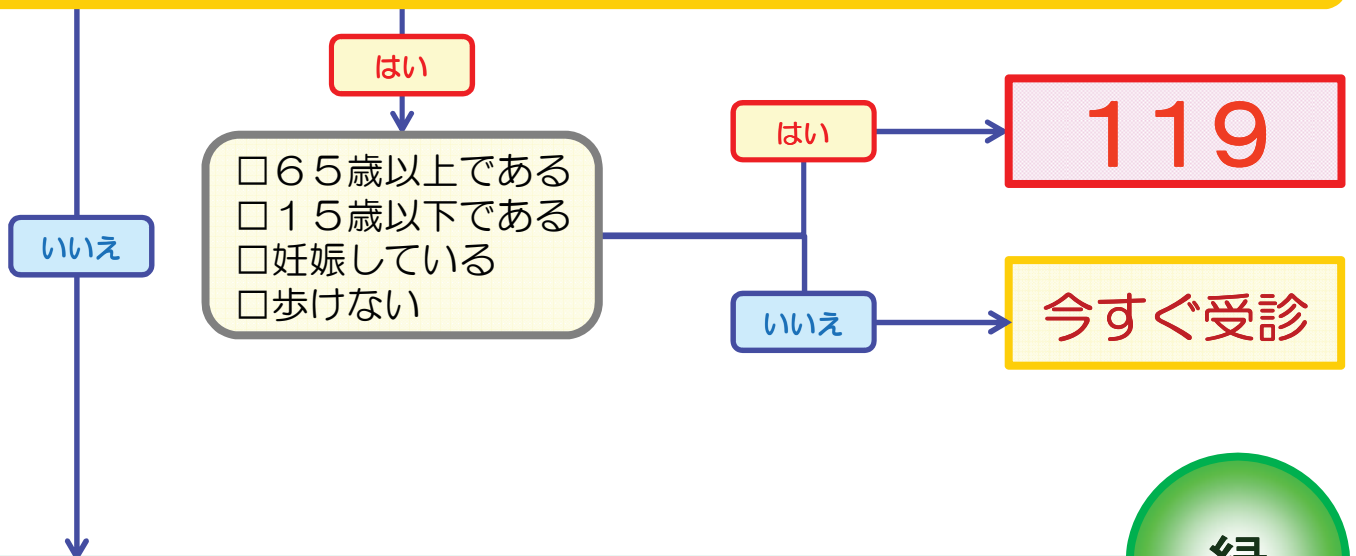 はい
□６５歳以上である
□１５歳以下である
□妊娠している
□歩けない
はい
１１９
いいえ
いいえ
今すぐ受診